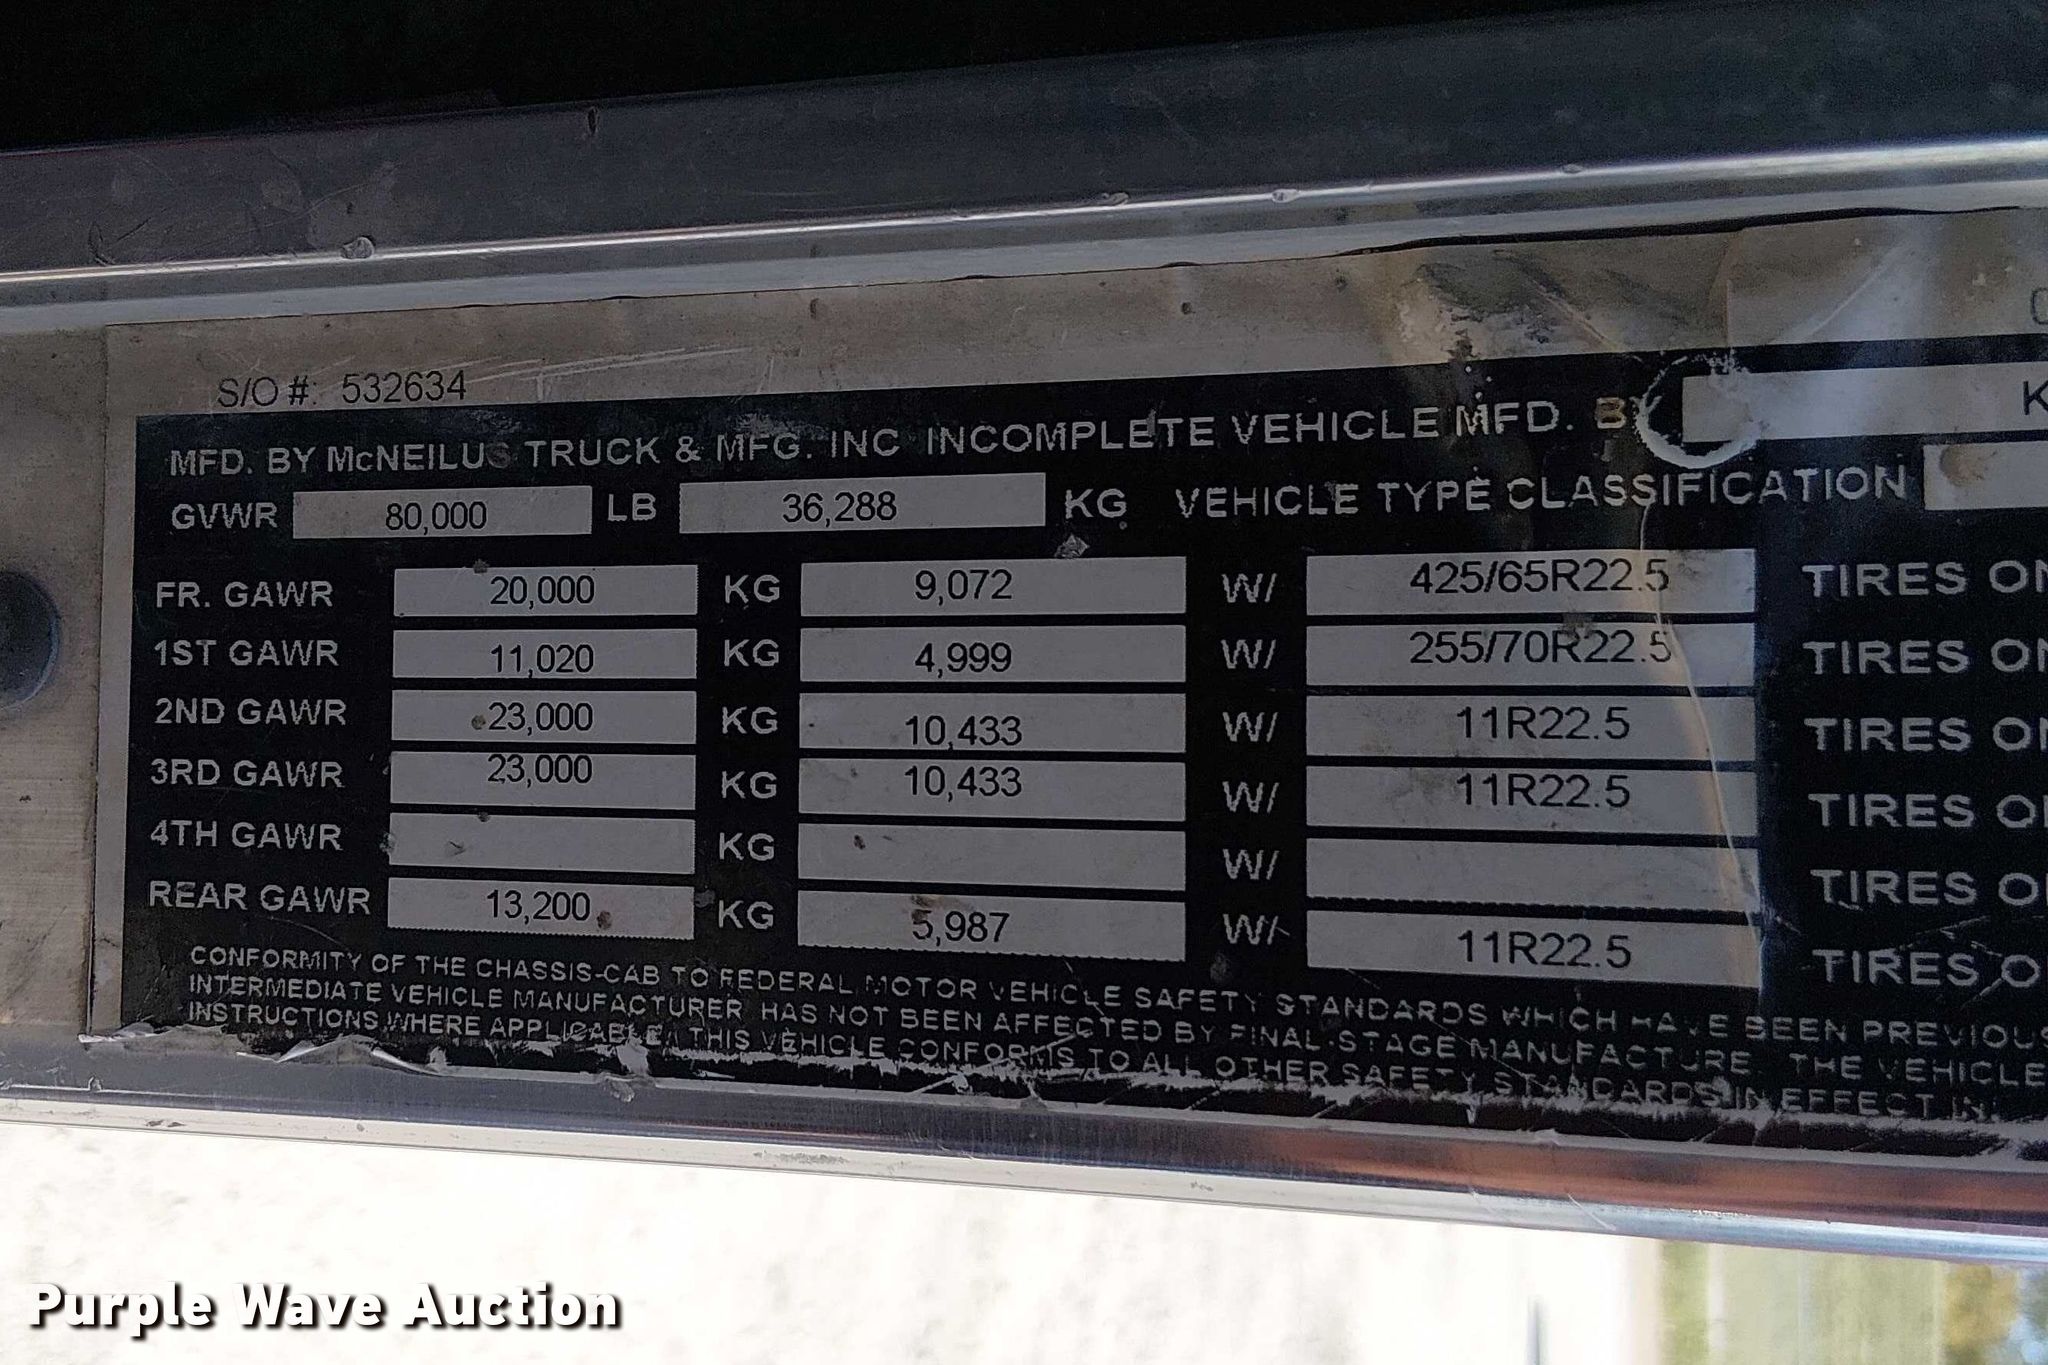 S/O #: 532634
MFD. BY McNEILUS TRUCK & MFG. INC INCOMPLETE VEHICLE MFD. BY K
GVWR 80,000 LB 36,288 KG VEHICLE TYPE CLASSIFICATION
FR. GAWR 20,000 KG 9,072 W/ 425/65R22.5 TIRES ON
1ST GAWR 11,020 KG 4,999 W/ 255/70R22.5 TIRES ON
2ND GAWR 23,000 KG 10,433 W/ 11R22.5 TIRES ON
3RD GAWR 23,000 KG 10,433 W/ 11R22.5 TIRES O
4TH GAWR KG W/ TIRES O
REAR GAWR 13,200 KG 5,987 W/ 11R22.5 TIRES O
CONFORMITY OF THE CHASSIS-CAB TO FEDERAL MOTOR VEHICLE SAFETY STANDARDS WHICH HAVE BEEN PREVIOUS
INTERMEDIATE VEHICLE MANUFACTURER HAS NOT BEEN AFFECTED BY FINAL-STAGE MANUFACTURE. THE VEHICLE
INSTRUCTIONS WHERE APPLICABLE. THIS VEHICLE CONFORMS TO ALL OTHER SAFETY STANDARDS IN EFFECT IN
Purple Wave Auction